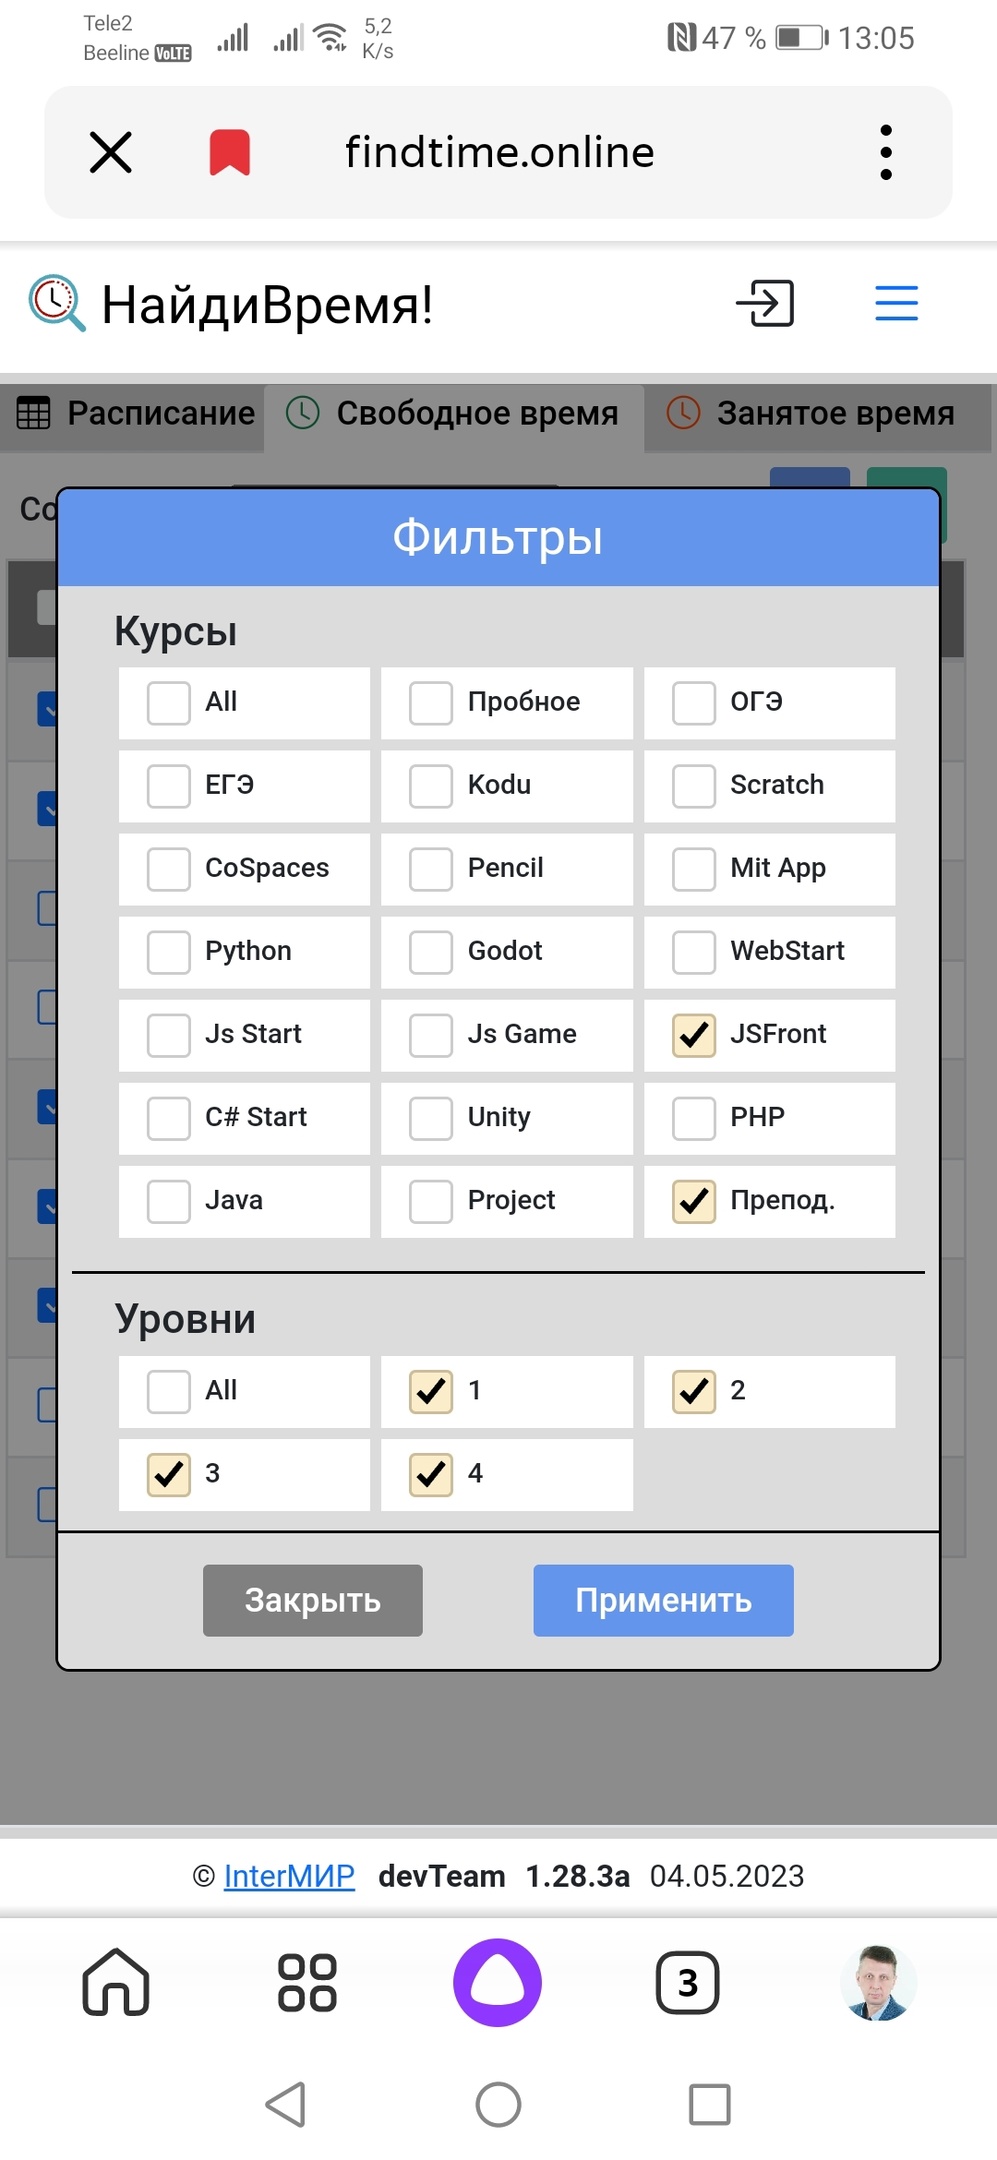 Tele2
Beeline VoLTE
5,2
K/s
47 % 13:05
findtime.online
НайдиВремя!
Расписание Свободное время Занятое время
Со
Фильтры
Курсы
All Пробное ОГЭ
ЕГЭ Kodu Scratch
CoSpaces Pencil Mit App
Python Godot WebStart
Js Start Js Game JSFront
C# Start Unity PHP
Java Project Препод.
Уровни
All 1 2
3 4
Закрыть Применить
© InterМИР devTeam 1.28.3a 04.05.2023
3